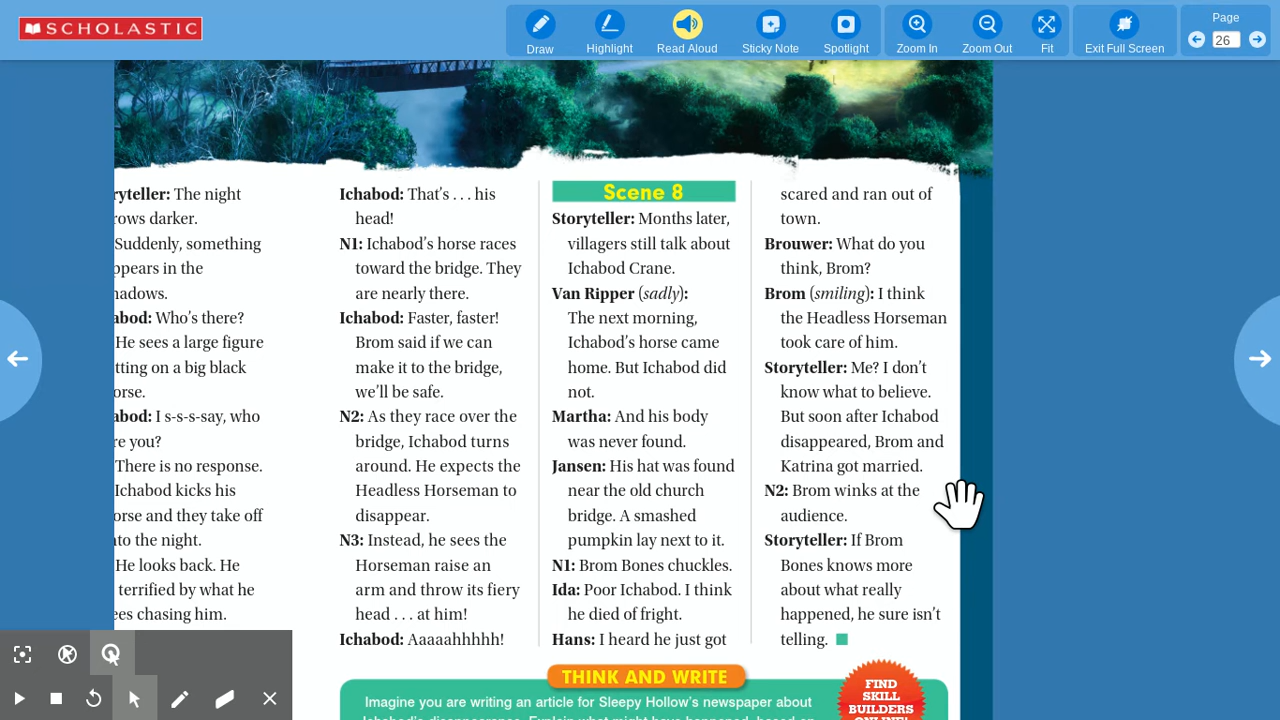 SCHOLASTIC
Draw
Highlight
Read Aloud
Sticky Note
Spotlight
Zoom In
Zoom Out
Fit
Exit Full Screen
Page
26
ryteller: The night
rows darker.
Suddenly, something
ppears in the
hadows.
abod: Who's there?
He sees a large figure
tting on a big black
orse.
abod: I s-s-s-say, who
re you?
There is no response.
Ichabod kicks his
orse and they take off
nto the night.
He looks back. He
terrified by what he
ees chasing him.
Ichabod: That's . . . his
head!
N1: Ichabod's horse races
toward the bridge. They
are nearly there.
Ichabod: Faster, faster!
Brom said if we can
make it to the bridge,
we'll be safe.
N2: As they race over the
bridge, Ichabod turns
around. He expects the
Headless Horseman to
disappear.
N3: Instead, he sees the
Horseman raise an
arm and throw its fiery
head . . . at him!
Ichabod: Aaaaahhhhh!
Scene 8
Storyteller: Months later,
villagers still talk about
Ichabod Crane.
Van Ripper (sadly):
The next morning,
Ichabod's horse came
home. But Ichabod did
not.
Martha: And his body
was never found.
Jansen: His hat was found
near the old church
bridge. A smashed
pumpkin lay next to it.
N1: Brom Bones chuckles.
Ida: Poor Ichabod. I think
he died of fright.
Hans: I heard he just got
scared and ran out of
town.
Brouwer: What do you
think, Brom?
Brom (smiling): I think
the Headless Horseman
took care of him.
Storyteller: Me? I don't
know what to believe.
But soon after Ichabod
disappeared, Brom and
Katrina got married.
N2: Brom winks at the
audience.
Storyteller: If Brom
Bones knows more
about what really
happened, he sure isn't
telling.
THINK AND WRITE
Imagine you are writing an article for Sleepy Hollow's newspaper about
Ichabod's disappearance. Explain what might have happened, based on
FIND
SKILL
BUILDERS
ONLINE!